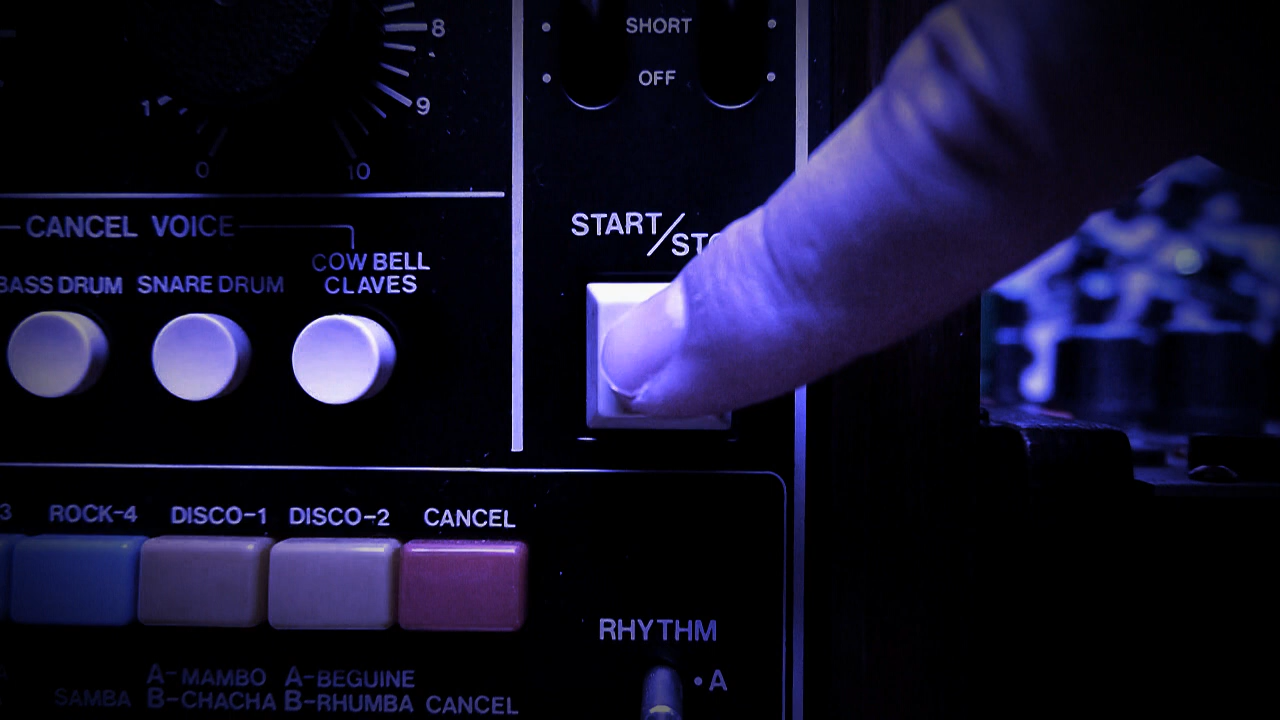 8
1
9
0
10
SHORT
OFF
CANCEL VOICE
BASS DRUM
SNARE DRUM
COW BELL
CLAVES
START/
3
ROCK-4
DISCO-1
DISCO-2
CANCEL
SAMBA
A-MAMBO
B-CHACHA
A-BEGUINE
B-RHUMBA
CANCEL
RHYTHM
•A